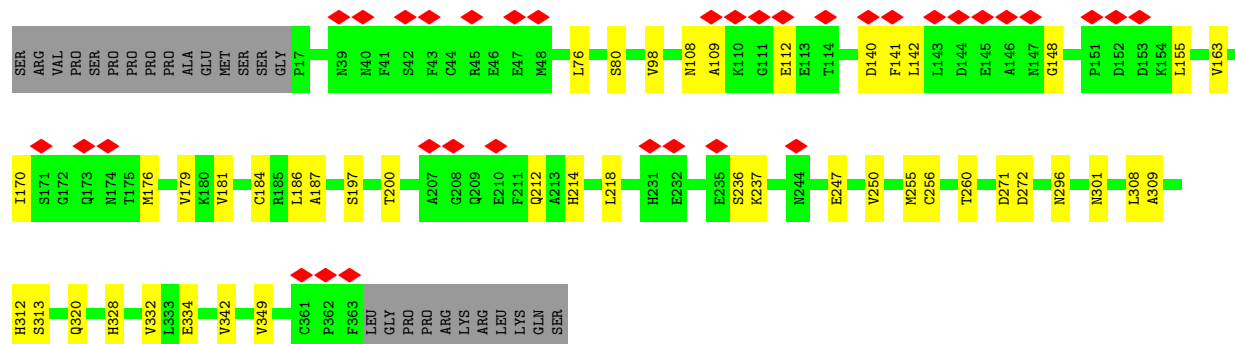 SER ARG VAL PRO SER PRO PRO PRO PRO ALA GLU MET SER SER GLY P17 N39 N40 F41 S42 F43 C44 R45 E46 E47 M48 L76 S80 V98 N108 A109 K110 G111 E112 E113 T114 D140 F141 L142 L143 D144 E145 A146 N147 G148 P151 D152 D153 K154 L155 V163
I170 S171 G172 Q173 N174 T175 M176 V179 K180 V181 C184 R185 L186 A187 S197 T200 A207 G208 Q209 E210 F211 Q212 A213 H214 L218 H231 E232 E235 S236 K237 N244 E247 V250 M255 C256 T260 D271 D272 N296 N301 L308 A309
H312 S313 Q320 H328 V332 L333 E334 V342 V349 C361 P362 F363 LEU GLY PRO PRO ARG LYS ARG LEU LYS GLN SER